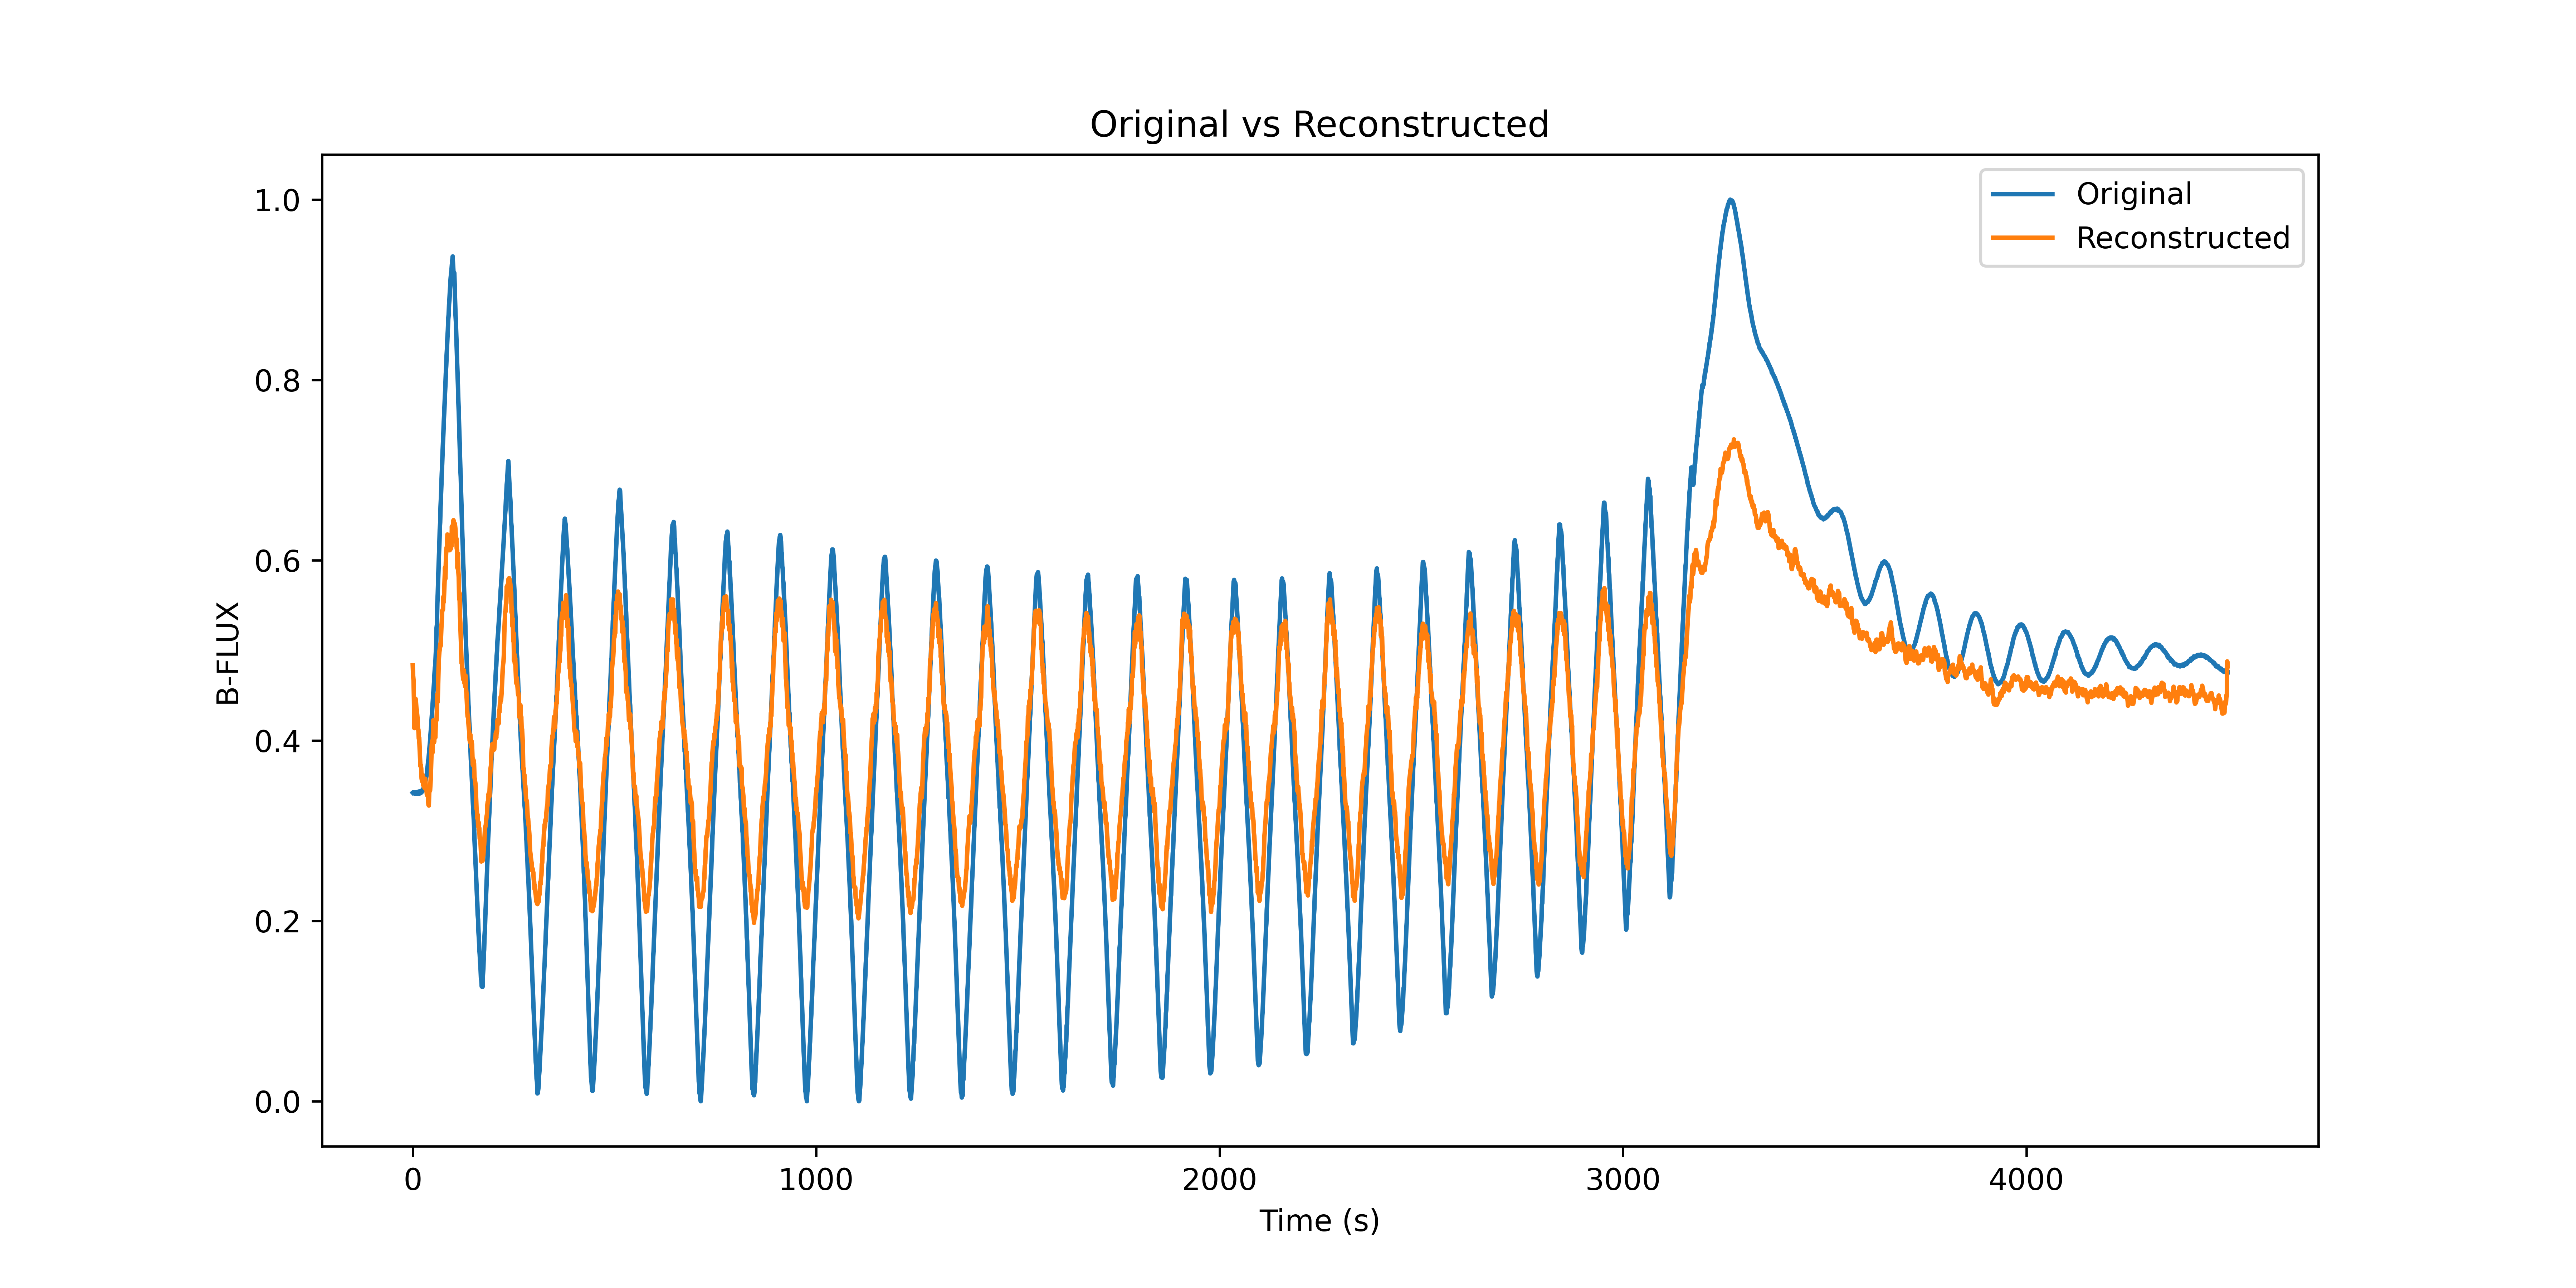 Original vs Reconstructed
Original
Reconstructed
B-FLUX
1.0
0.8
0.6
0.4
0.2
0.0
0 1000 2000 3000 4000
Time (s)